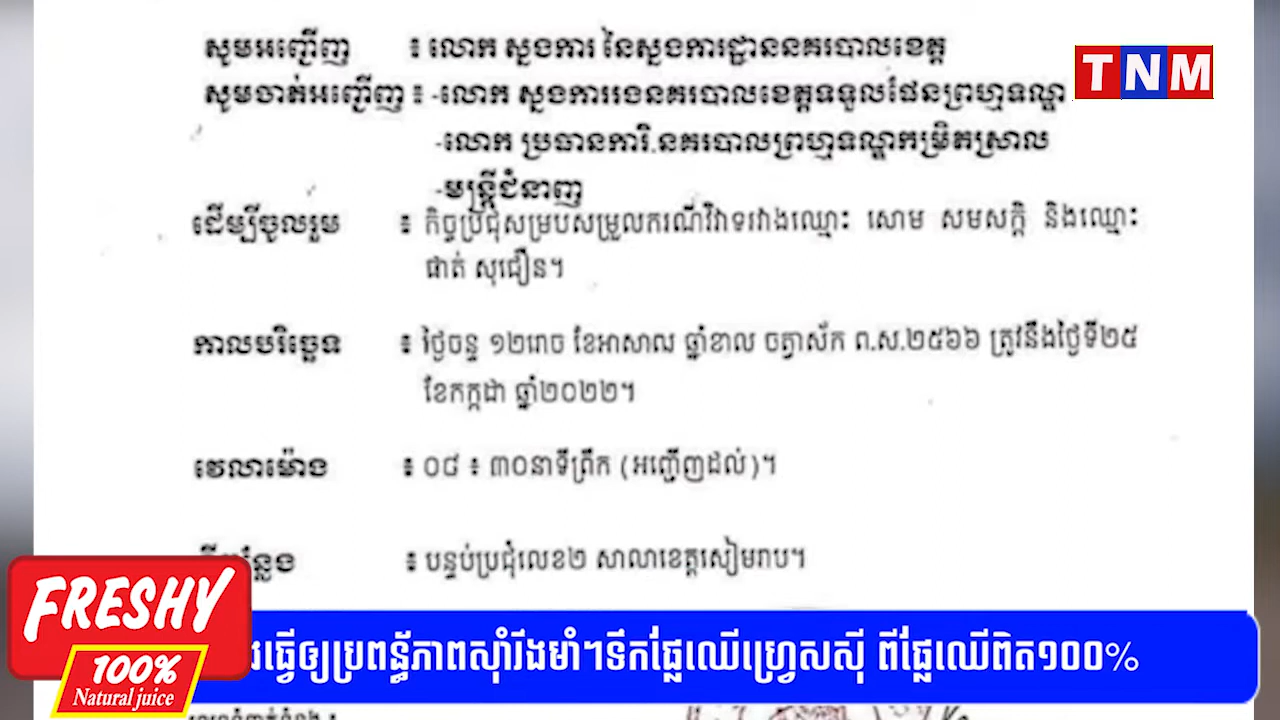 សូមអញ្ជើញ ៖ លោក ស្នងការ នៃស្នងការដ្ឋាននគរបាលខេត្ត
TNM
សូមចាត់អញ្ជើញ ៖ -លោក ស្នងការរងនគរបាលខេត្តទទួលផែនព្រហ្មទណ្ឌ
-លោក ប្រធានការិ.នគរបាលព្រហ្មទណ្ឌកម្រិតស្រាល
-មន្ត្រីជំនាញ
ដើម្បីចូលរួម ៖ កិច្ចប្រជុំសម្របសម្រួលករណីវិវាទរវាងឈ្មោះ សោម សមសក្តិ និងឈ្មោះ
ផាត់ សុជឿន។
កាលបរិច្ឆេទ ៖ ថ្ងៃចន្ទ ១២រោច ខែអាសាឍ ឆ្នាំខាល ចត្វាស័ក ព.ស.២៥៦៦ ត្រូវនឹងថ្ងៃទី២៥
ខែកក្កដា ឆ្នាំ២០២២។
វេលាម៉ោង ៖ ០៨ ៖ ៣០នាទីព្រឹក (អញ្ជើញដល់)។
៖ បន្ទប់ប្រជុំលេខ២ សាលាខេត្តសៀមរាប។
FRESHY
100%
Natural juice
ធ្វើឲ្យប្រពន្ធ័ភាពស៊ាំរឹងមាំ។ទឹកផ្លែឈើហ្វ្រេសស៊ី ពីផ្លែឈើពិត១០០%